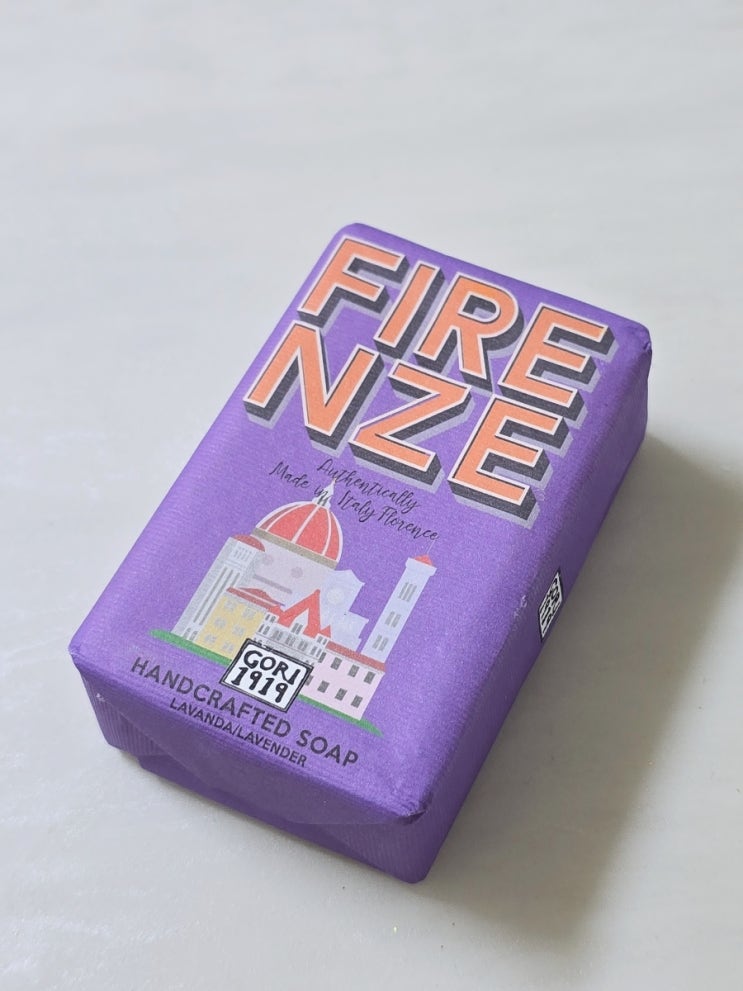 FIRE
NZE
Authentically
Made in Italy Florence
GORI
1919
HANDCRAFTED SOAP
LAVANDA/LAVENDER